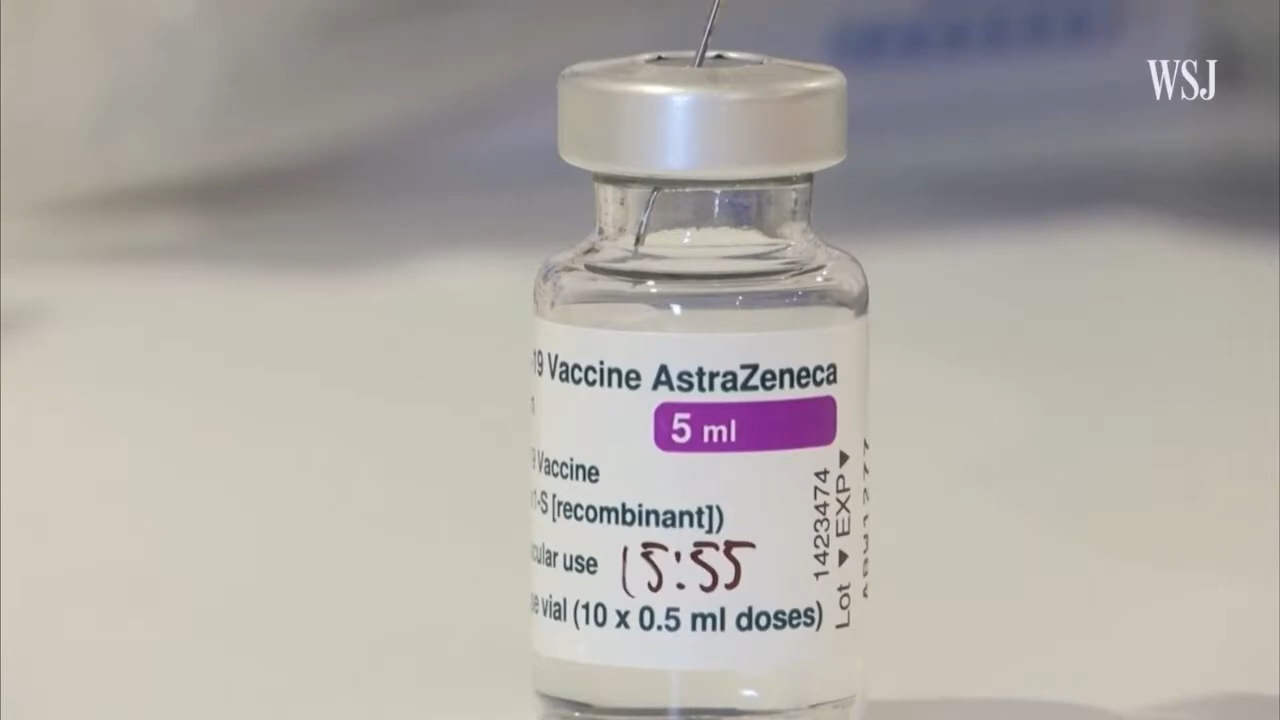 WSJ
19 Vaccine AstraZeneca
5 ml
Vaccine
-S [recombinant])
cular use 15:55
vial (10 x 0.5 ml doses)
1423474
Lot ▼ EXP▼